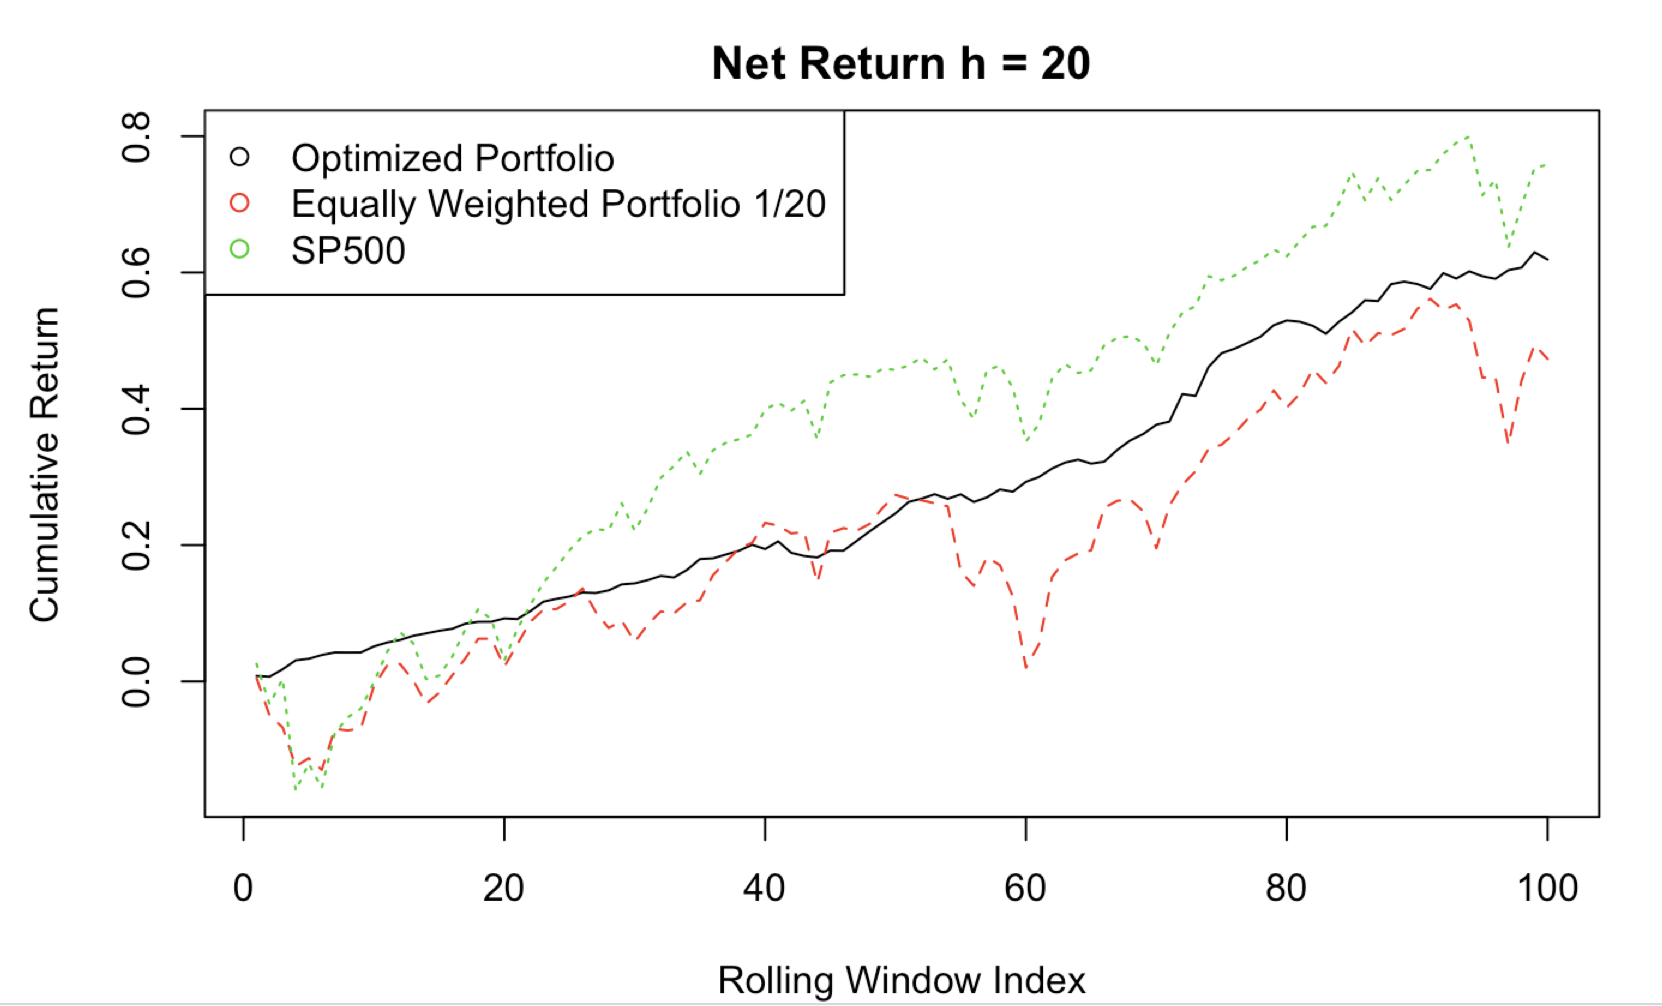 Net Return h = 20
Optimized Portfolio
Equally Weighted Portfolio 1/20
SP500
Cumulative Return
0.8
0.6
0.4
0.2
0.0
0 20 40 60 80 100
Rolling Window Index